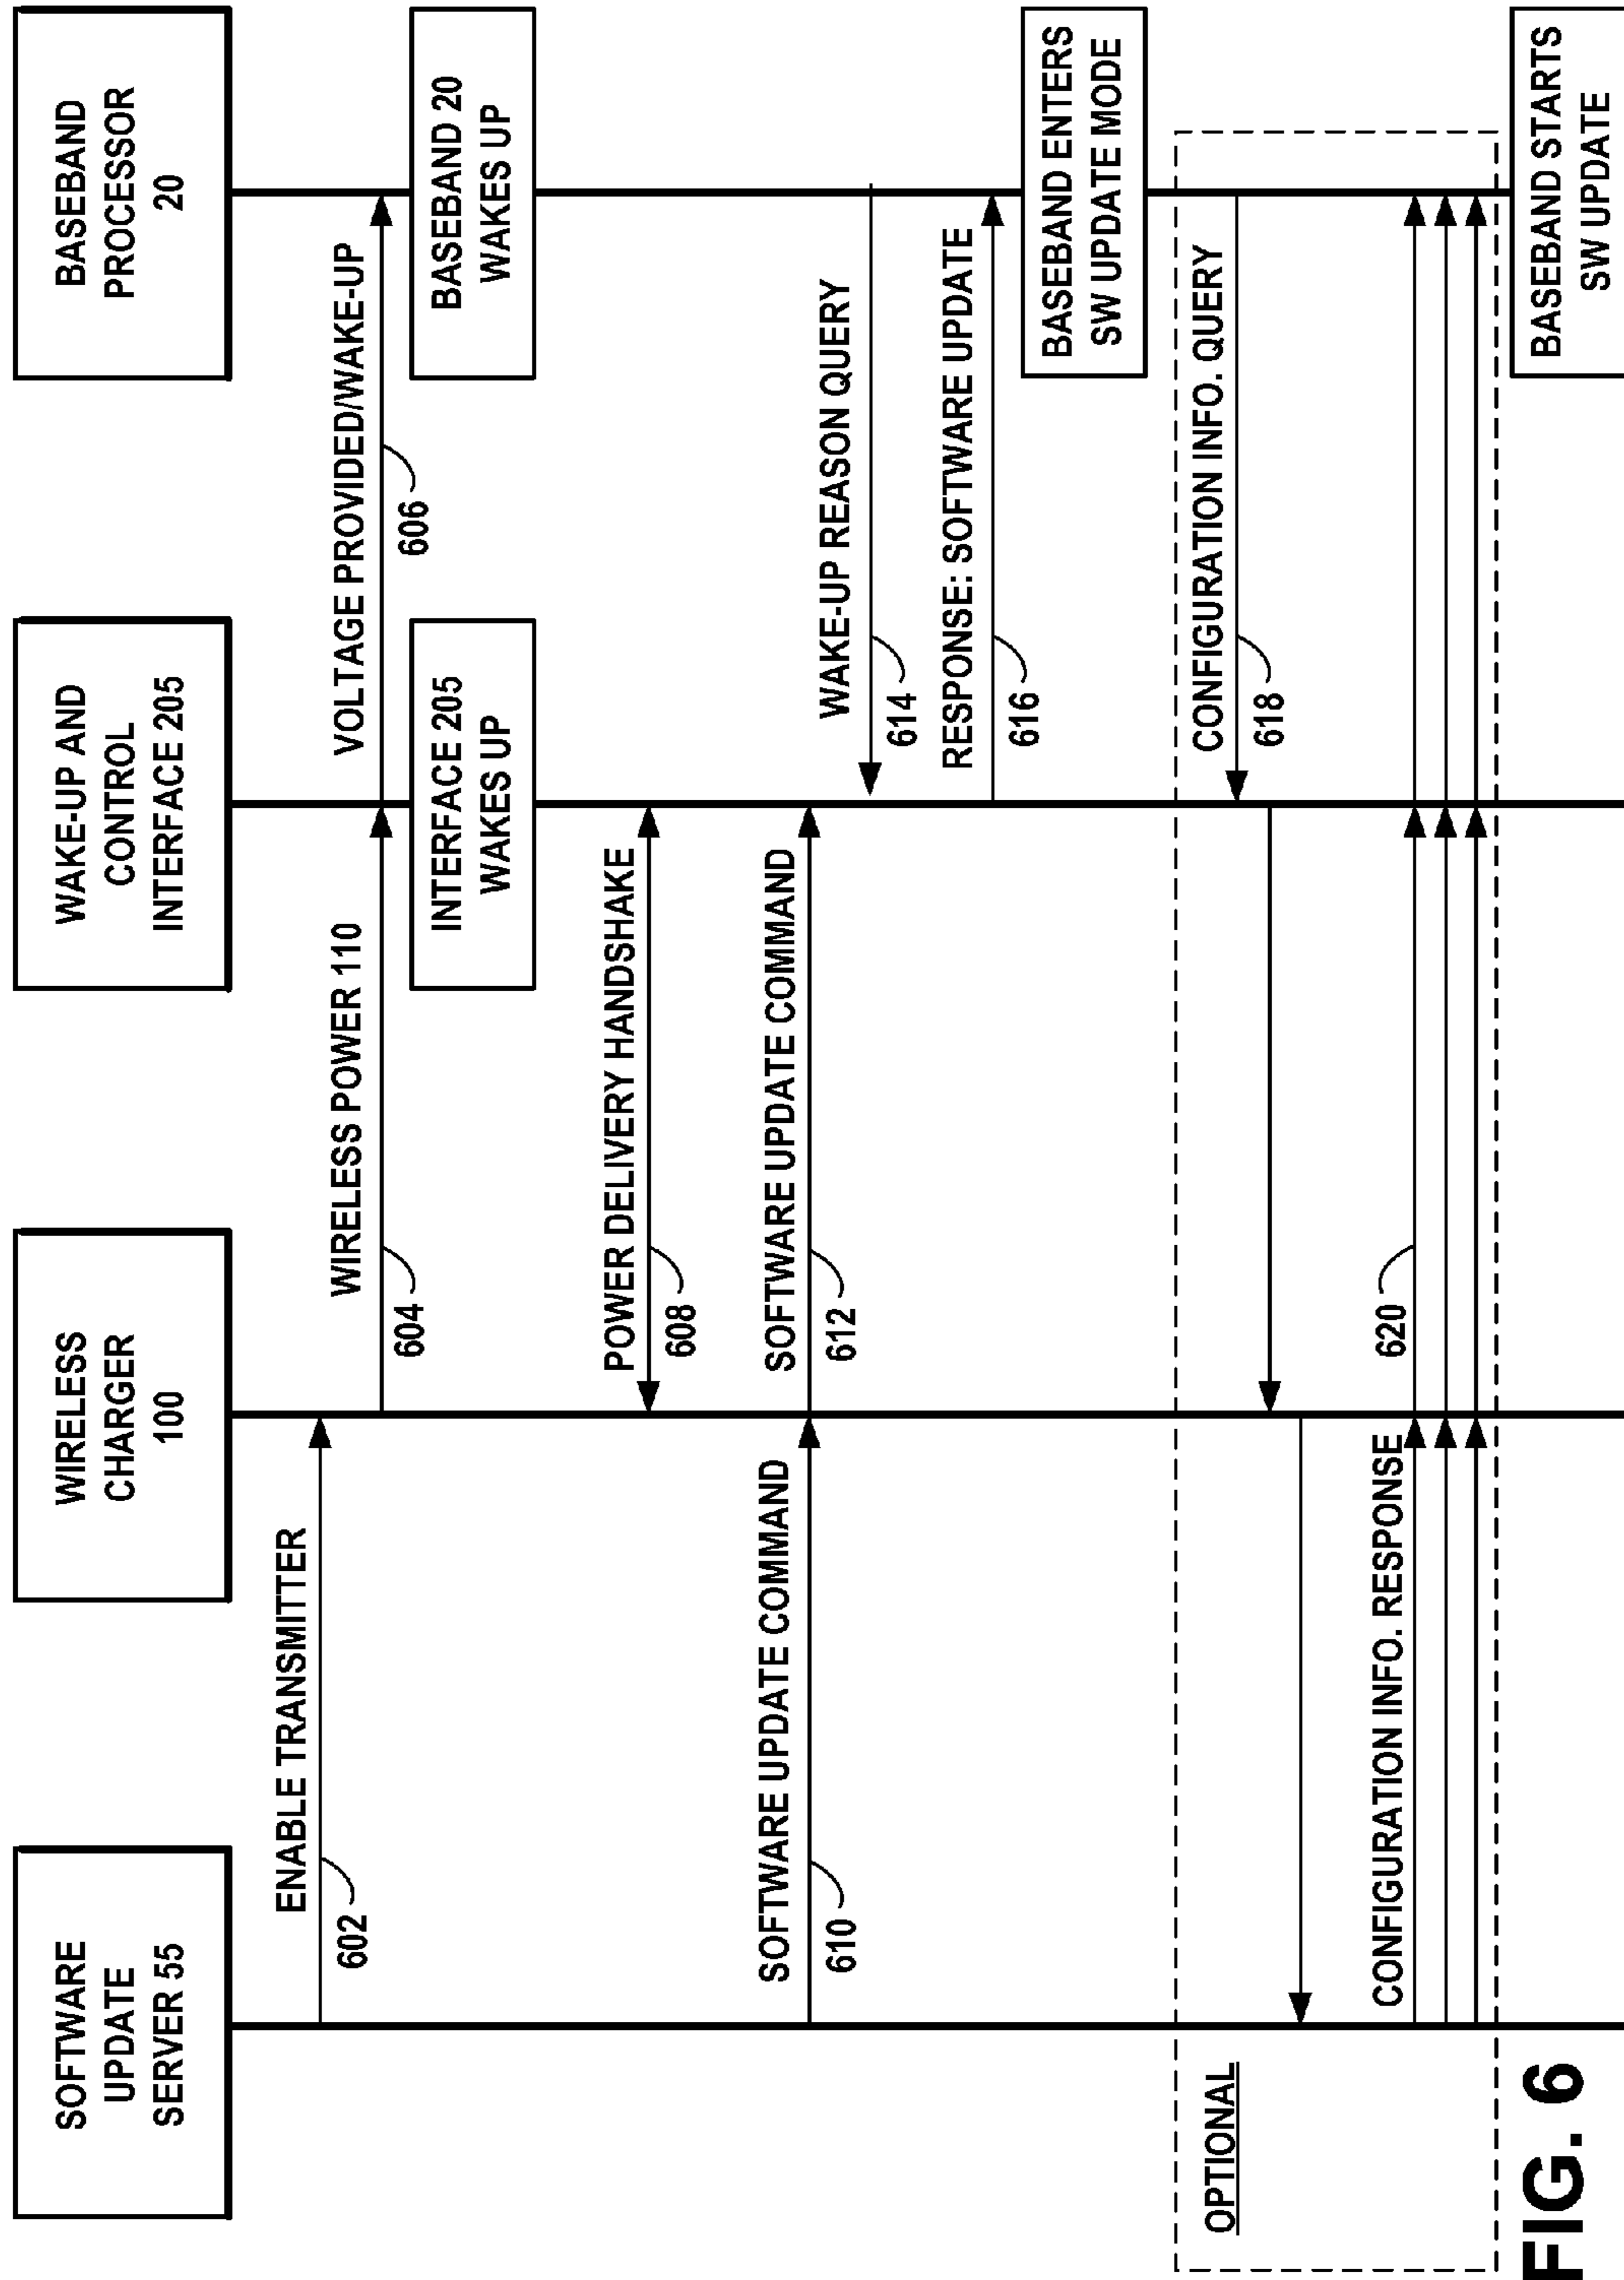 SOFTWARE
UPDATE
SERVER 55
WIRELESS
CHARGER
100
WAKE-UP AND
CONTROL
INTERFACE 205
BASEBAND
PROCESSOR
20
ENABLE TRANSMITTER
602
WIRELESS POWER 110
604
VOLTAGE PROVIDED/WAKE-UP
606
INTERFACE 205
WAKES UP
BASEBAND 20
WAKES UP
POWER DELIVERY HANDSHAKE
608
SOFTWARE UPDATE COMMAND
610
SOFTWARE UPDATE COMMAND
612
WAKE-UP REASON QUERY
614
RESPONSE: SOFTWARE UPDATE
616
BASEBAND ENTERS
SW UPDATE MODE
OPTIONAL
CONFIGURATION INFO. QUERY
618
CONFIGURATION INFO. RESPONSE
620
BASEBAND STARTS
SW UPDATE
FIG. 6